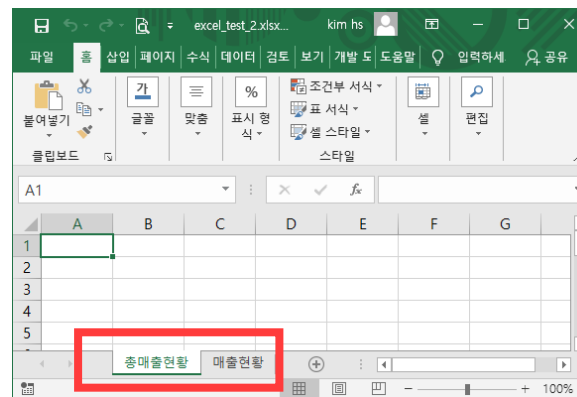 excel_test_2.xlsx... kim hs
파일 홈 삽입 페이지 수식 데이터 검토 보기 개발 도 도움말 입력하세 공유
붙여넣기 가 글꼴 맞춤 % 표시 형식 조건부 서식 표 서식 셀 스타일 셀 편집
클립보드 스타일
A1 fx
A B C D E F G
1
2
3
4
5
총매출현황 매출현황
100%